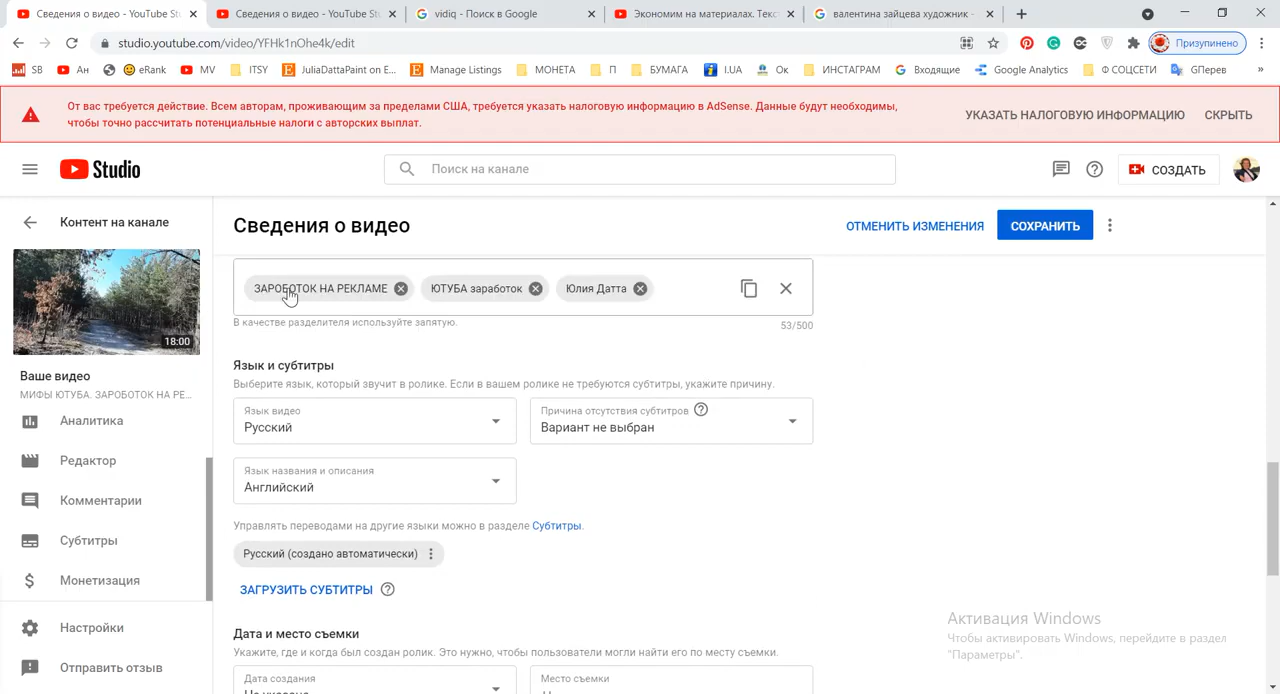 Сведения о видео - YouTube Stu
Сведения о видео - YouTube Stu
vidiq - Поиск в Google
Экономим на материалах. Текс
валентина зайцева художник -
studio.youtube.com/video/YFHk1nOhe4k/edit
Призупинено
SB
Ан
eRank
MV
ITSY
JuliaDattaPaint on E...
Manage Listings
МОНЕТА
П
БУМАГА
I.UA
Ок
ИНСТАГРАМ
Входящие
Google Analytics
Ф СОЦСЕТИ
GПерев
»
От вас требуется действие. Всем авторам, проживающим за пределами США, требуется указать налоговую информацию в AdSense. Данные будут необходимы,
чтобы точно рассчитать потенциальные налоги с авторских выплат.
УКАЗАТЬ НАЛОГОВУЮ ИНФОРМАЦИЮ
СКРЫТЬ
Studio
Поиск на канале
СОЗДАТЬ
Контент на канале
Сведения о видео
ОТМЕНИТЬ ИЗМЕНЕНИЯ
СОХРАНИТЬ
18:00
Ваше видео
МИФЫ ЮТУБА. ЗАРОБОТОК НА РЕ...
Аналитика
Редактор
Комментарии
Субтитры
Монетизация
Настройки
Отправить отзыв
ЗАРОБОТОК НА РЕКЛАМЕ
ЮТУБА заработок
Юлия Датта
В качестве разделителя используйте запятую.
53/500
Язык и субтитры
Выберите язык, который звучит в ролике. Если в вашем ролике не требуются субтитры, укажите причину.
Язык видео
Русский
Причина отсутствия субтитров
Вариант не выбран
Язык названия и описания
Английский
Управлять переводами на другие языки можно в разделе Субтитры.
Русский (создано автоматически)
ЗАГРУЗИТЬ СУБТИТРЫ
Дата и место съемки
Укажите, где и когда был создан ролик. Это нужно, чтобы пользователи могли найти его по месту съемки.
Дата создания
Место съемки
Активация Windows
Чтобы активировать Windows, перейдите в раздел
"Параметры".